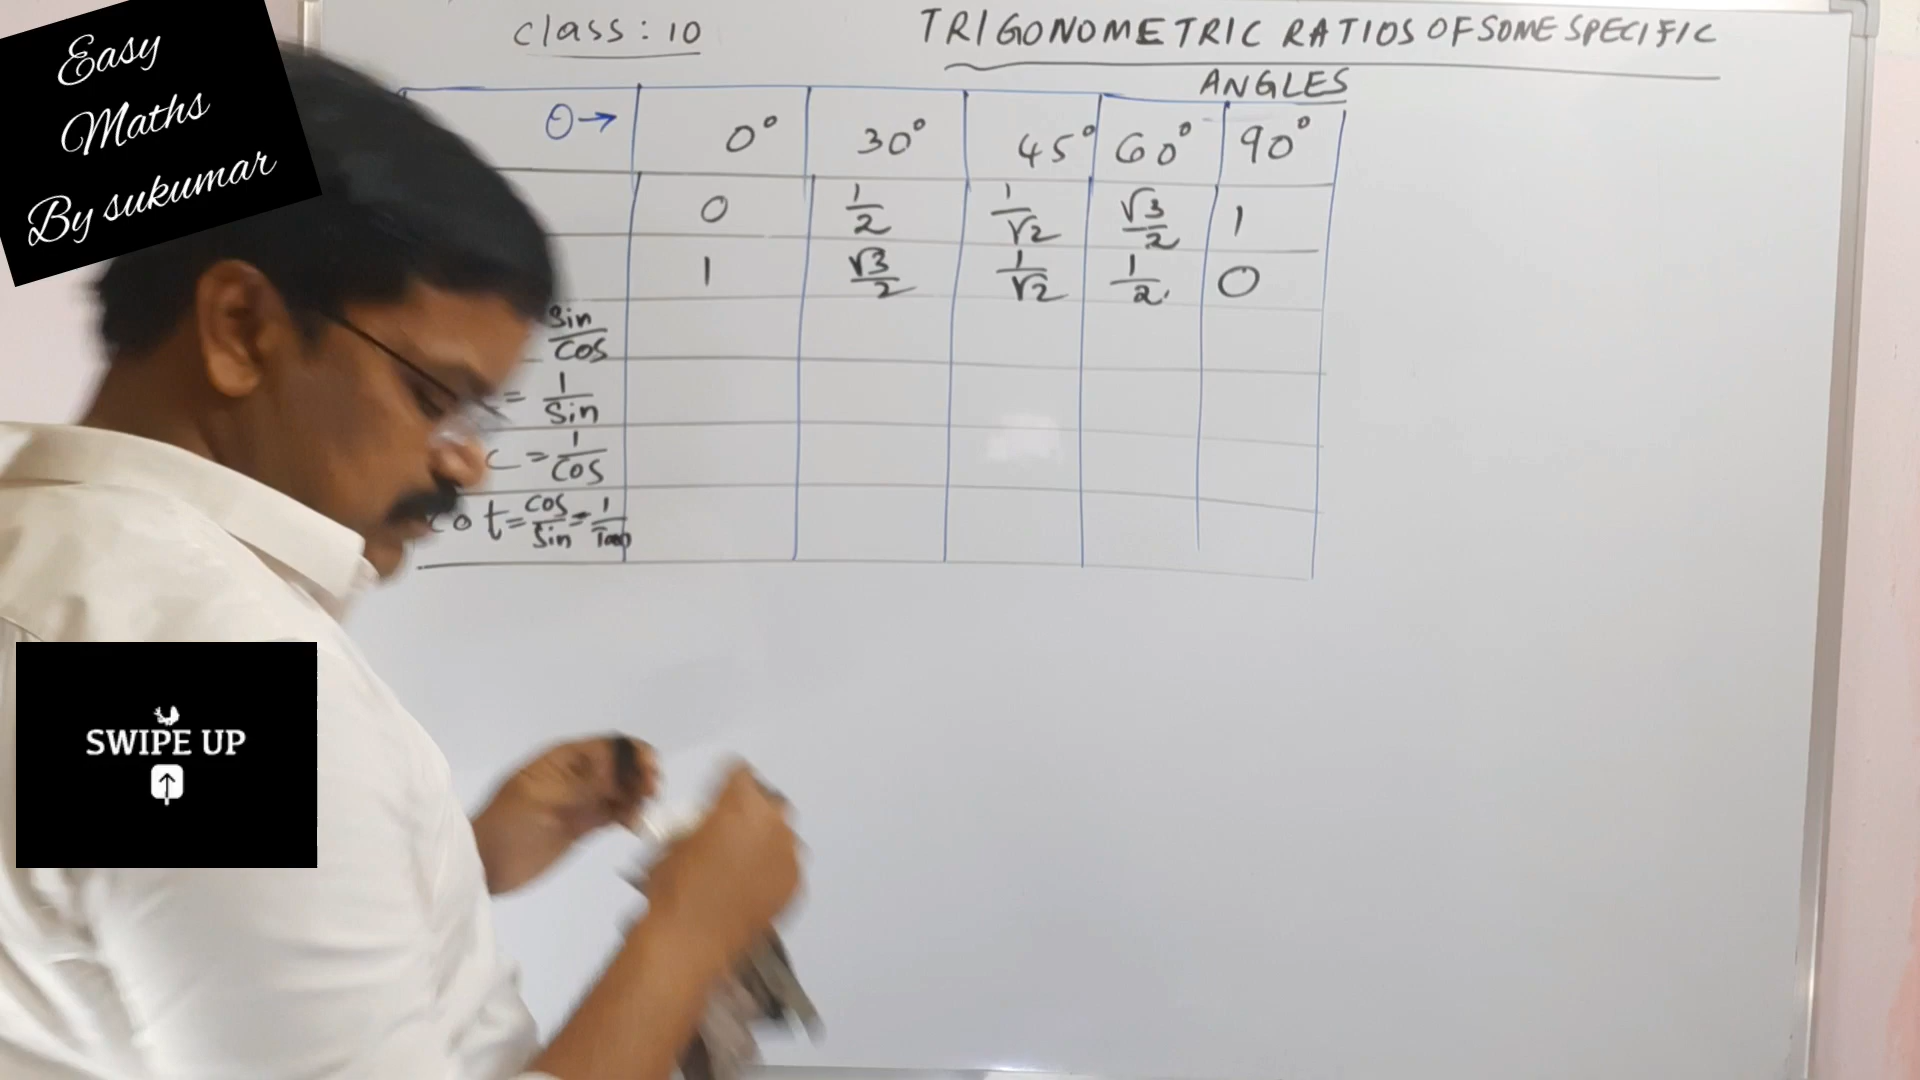 Easy
Maths
By sukumar
class: 10
TRIGONOMETRIC RATIOS OF SOME SPECIFIC
ANGLES
θ→ 0° 30° 45° 60° 90°
0 1/2 1/√2 √3/2 1
1 √3/2 1/√2 1/2 0
Sin/Cos
= 1/Sin
C = 1/Cos
Cot = Cos/Sin = 1/Tan
SWIPE UP